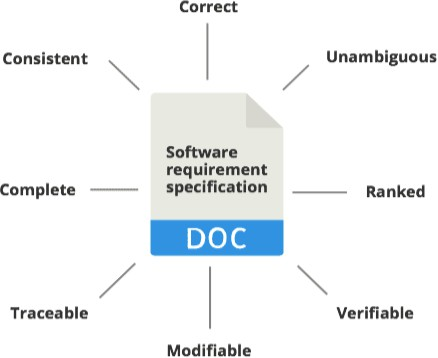 Correct
Consistent
Unambiguous
Software
requirement
specification
Complete
Ranked
DOC
Traceable
Verifiable
Modifiable